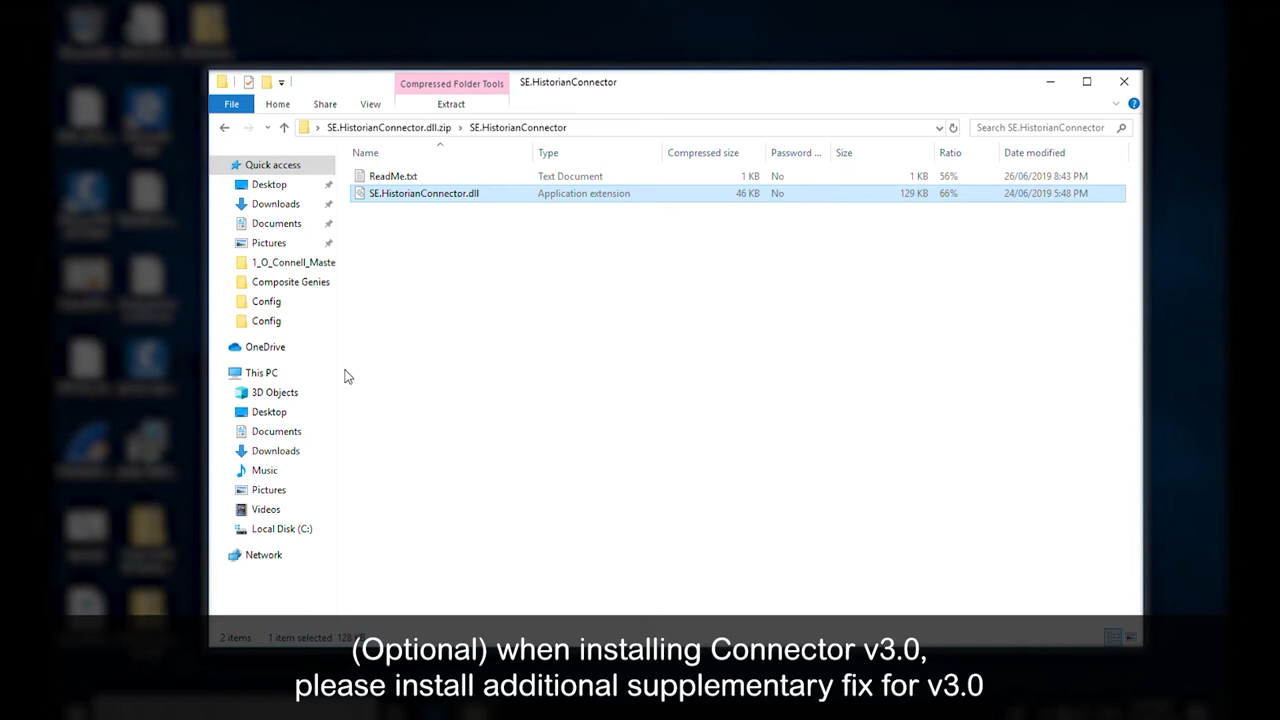 Compressed Folder Tools
SE.HistorianConnector
File
Home
Share
View
Extract
SE.HistorianConnector.dll.zip
SE.HistorianConnector
Search SE.HistorianConnector
Name
Type
Compressed size
Password ...
Size
Ratio
Date modified
ReadMe.txt
Text Document
1 KB
No
1 KB
56%
26/06/2019 8:43 PM
SE.HistorianConnector.dll
Application extension
46 KB
No
129 KB
66%
24/06/2019 5:48 PM
Quick access
Desktop
Downloads
Documents
Pictures
1_O_Connell_Maste
Composite Genies
Config
Config
OneDrive
This PC
3D Objects
Desktop
Documents
Downloads
Music
Pictures
Videos
Local Disk (C:)
Network
2 items
1 item selected 128 KB
(Optional) when installing Connector v3.0,
please install additional supplementary fix for v3.0